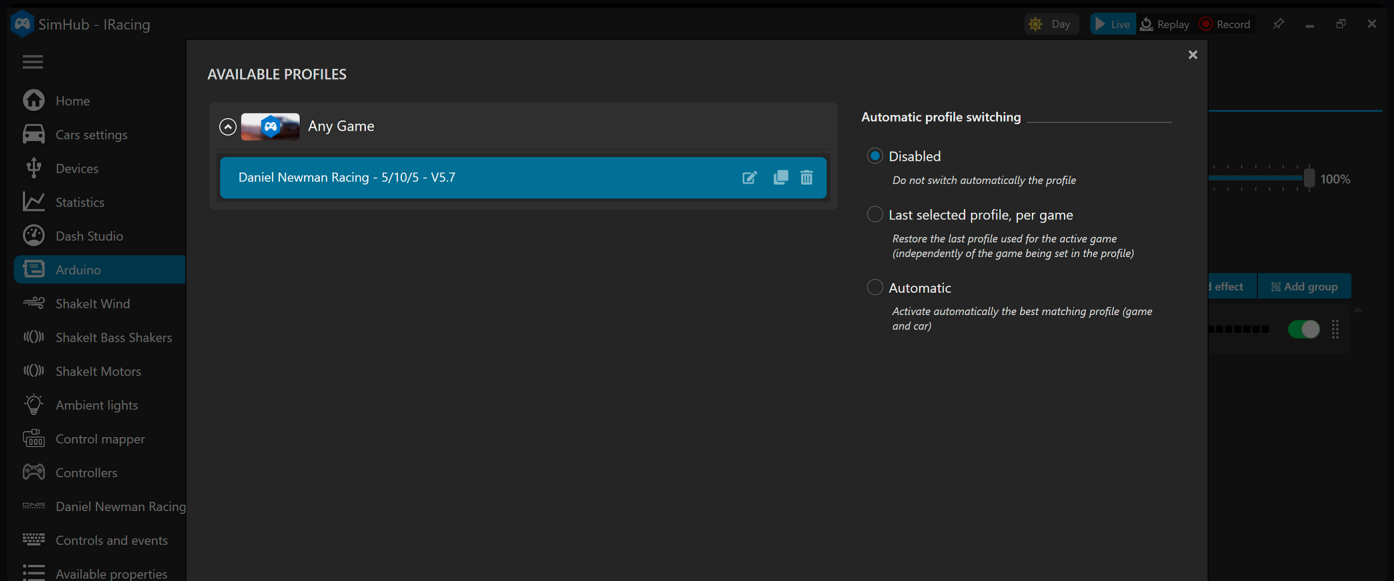 SimHub - IRacing
Day
Live
Replay
Record
Home
Cars settings
Devices
Statistics
Dash Studio
Arduino
ShakeIt Wind
ShakeIt Bass Shakers
ShakeIt Motors
Ambient lights
Control mapper
Controllers
Daniel Newman Racing
Controls and events
Available properties
AVAILABLE PROFILES
Any Game
Daniel Newman Racing - 5/10/5 - V5.7
Automatic profile switching
Disabled
Do not switch automatically the profile
Last selected profile, per game
Restore the last profile used for the active game
(independently of the game being set in the profile)
Automatic
Activate automatically the best matching profile (game
and car)
100%
effect
Add group